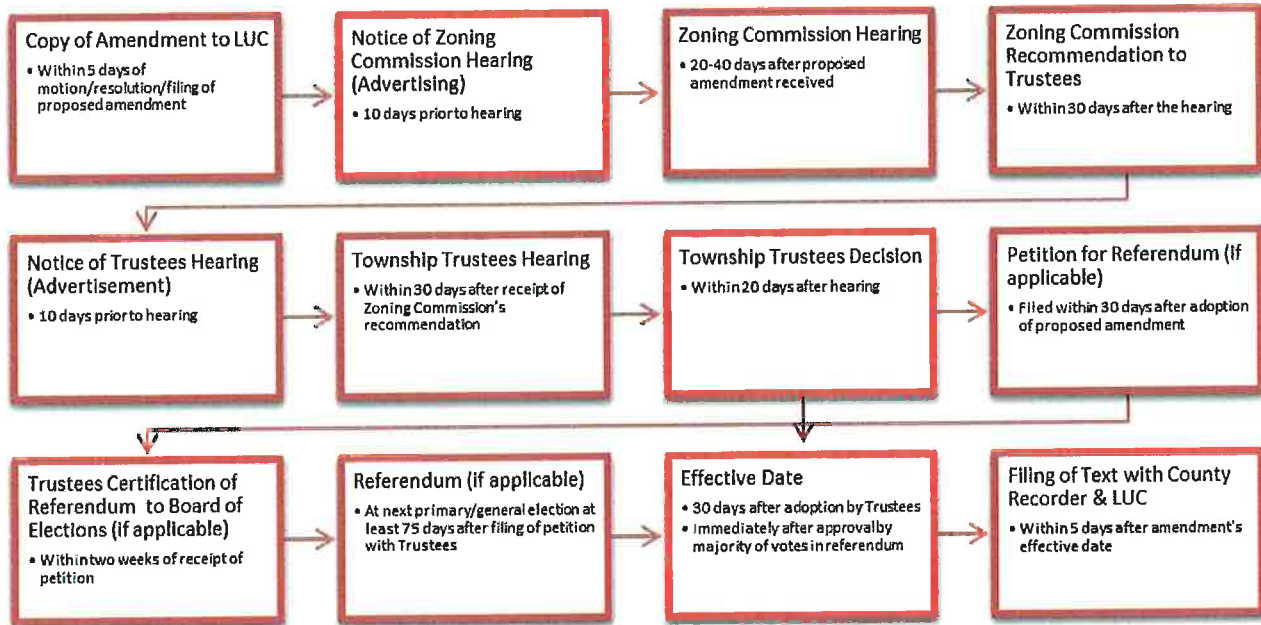 Copy of Amendment to LUC
• Within 5 days of
motion/resolution/filing of
proposed amendment
Notice of Zoning
Commission Hearing
(Advertising)
• 10 days prior to hearing
Zoning Commission Hearing
• 20-40 days after proposed
amendment received
Zoning Commission
Recommendation to
Trustees
• Within 30 days after the hearing
Notice of Trustees Hearing
(Advertisement)
• 10 days prior to hearing
Township Trustees Hearing
• Within 30 days after receipt of
Zoning Commission's
recommendation
Township Trustees Decision
• Within 20 days after hearing
Petition for Referendum (if
applicable)
• Filed within 30 days after adoption
of proposed amendment
Trustees Certification of
Referendum to Board of
Elections (if applicable)
• Within two weeks of receipt of
petition
Referendum (if applicable)
• At next primary/general election at
least 75 days after filing of petition
with Trustees
Effective Date
• 30 days after adoption by Trustees
• Immediately after approval by
majority of votes in referendum
Filing of Text with County
Recorder & LUC
• Within 5 days after amendment's
effective date